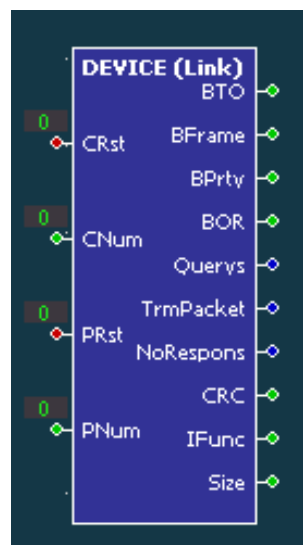 DEVICE (Link)
BTO
0
CRst
BFrame
BPrty
0
CNum
BOR
Querys
0
TrmPacket
PRst
NoRespons
CRC
0
PNum
IFunc
Size